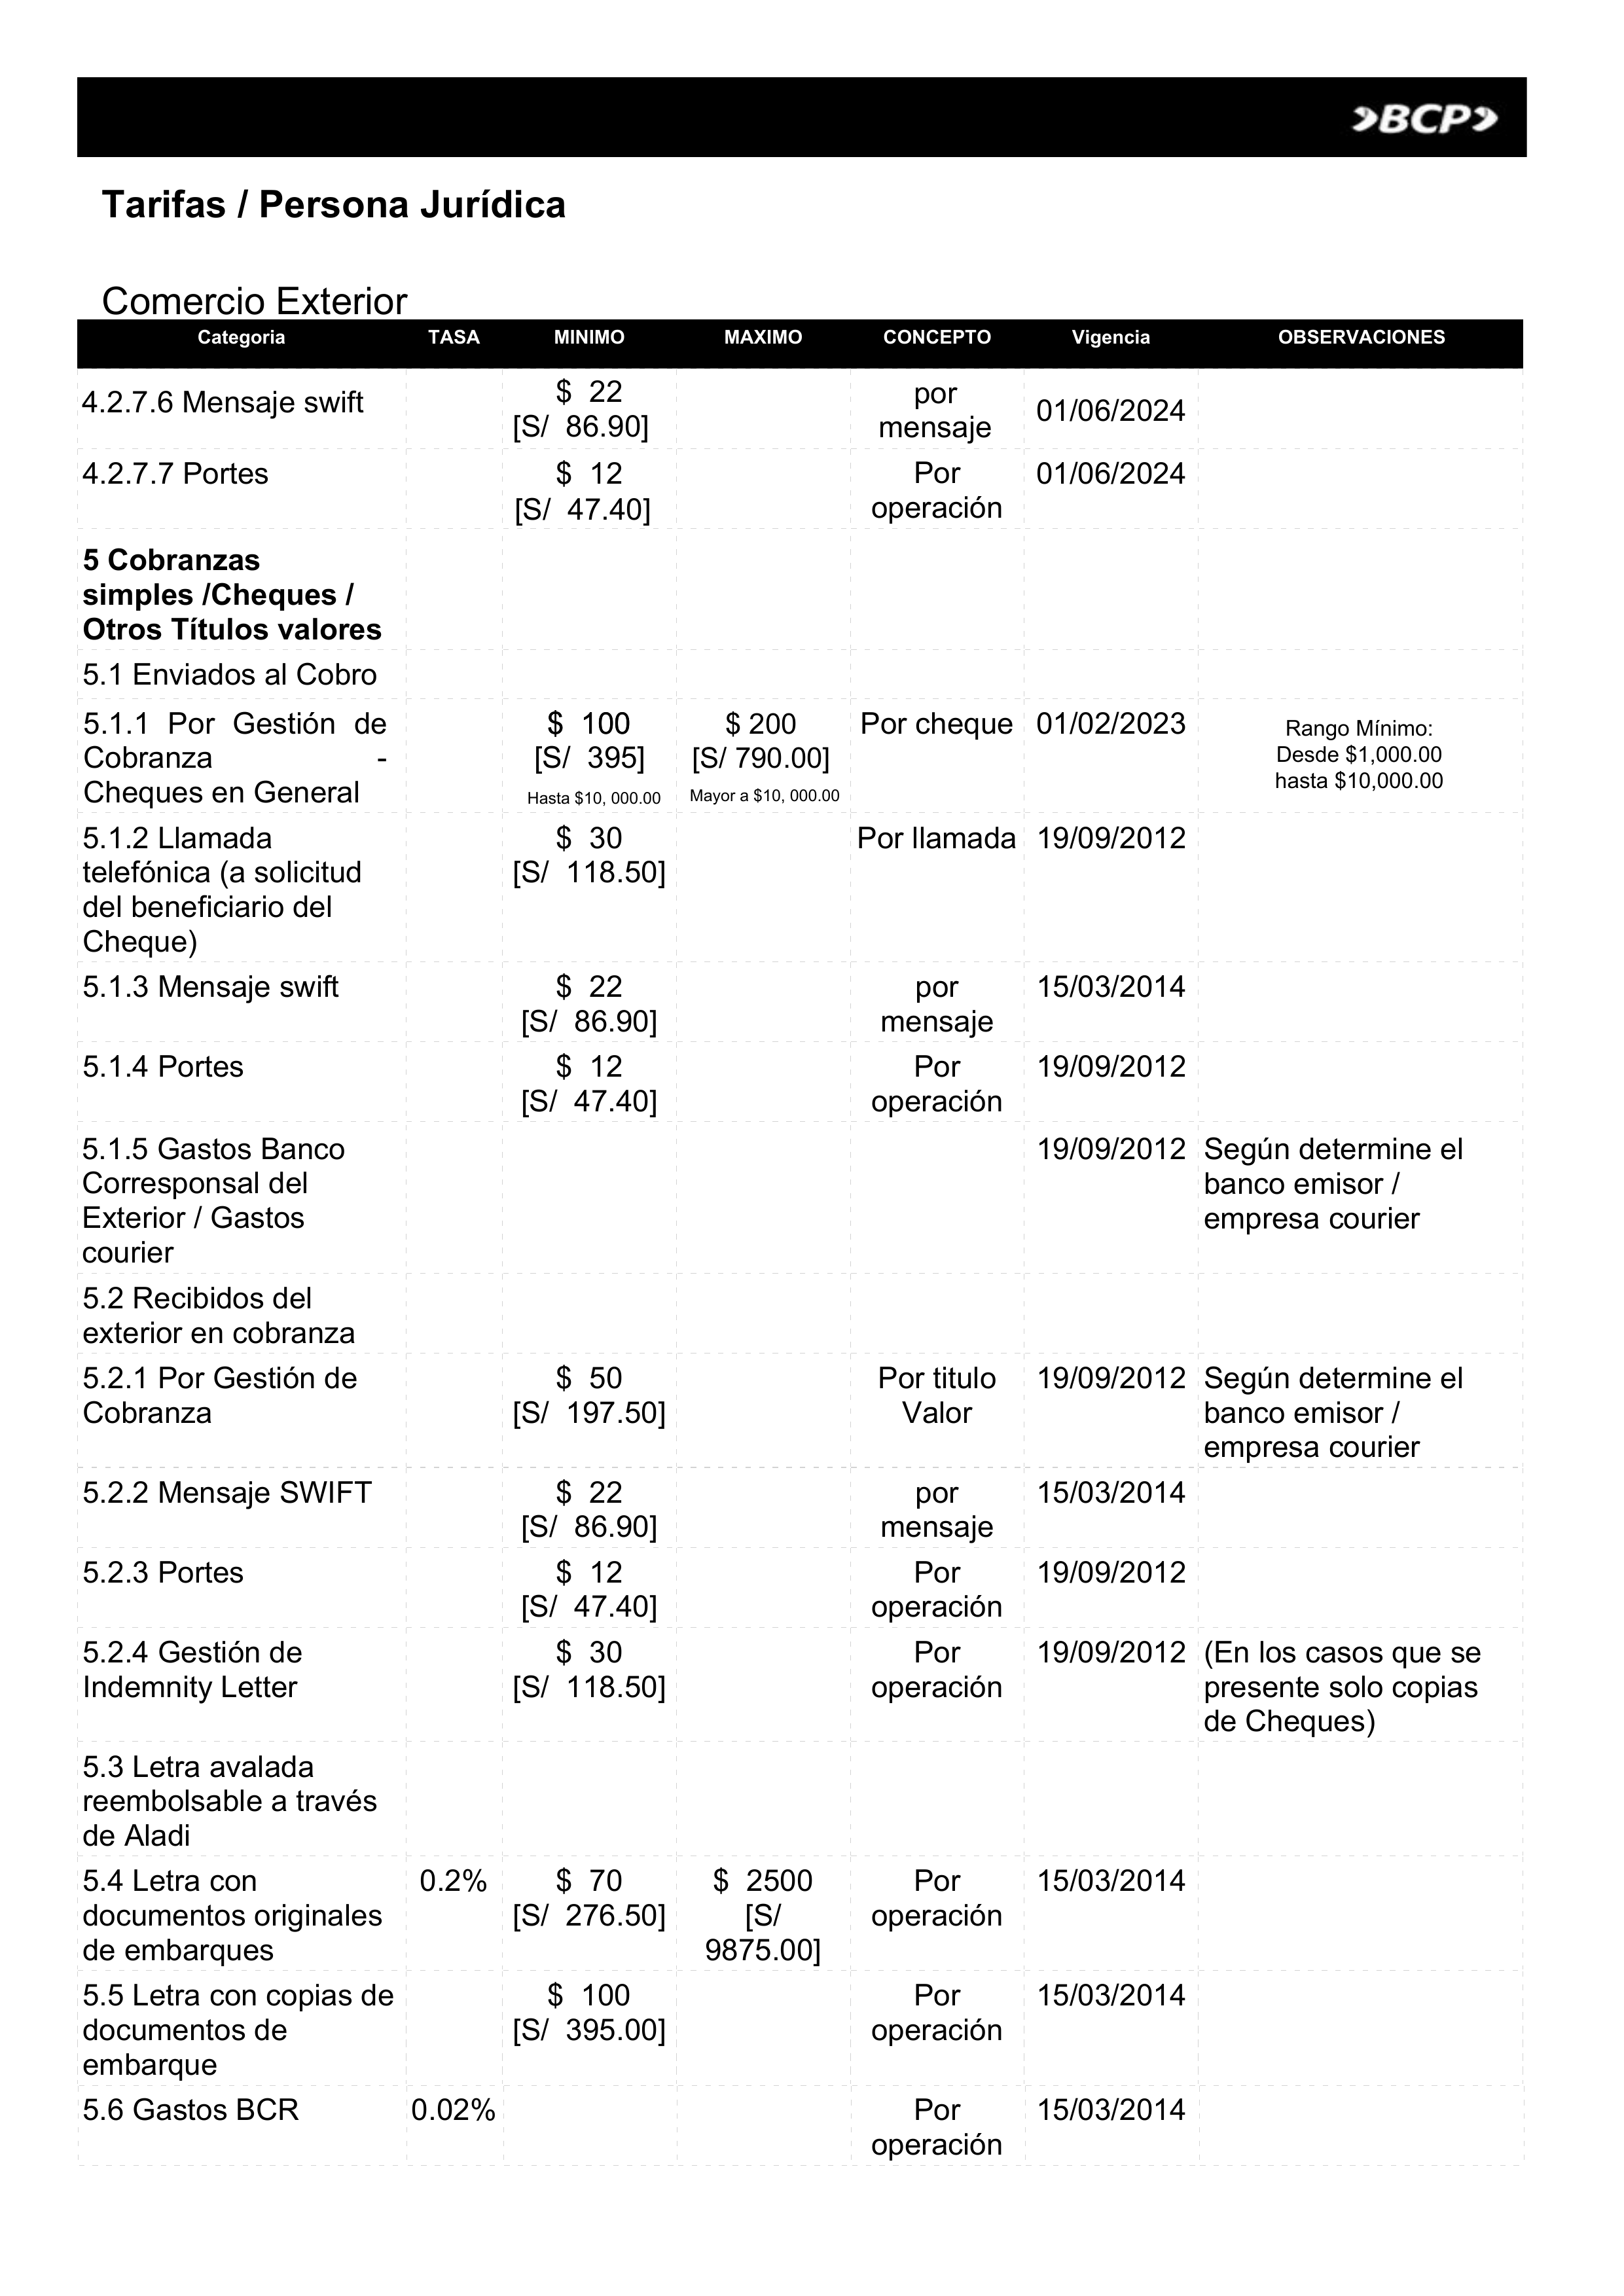 BCP
Tarifas / Persona Jurídica
Comercio Exterior
Categoria TASA MINIMO MAXIMO CONCEPTO Vigencia OBSERVACIONES
4.2.7.6 Mensaje swift $ 22 por 01/06/2024
[S/ 86.90] mensaje
4.2.7.7 Portes $ 12 Por 01/06/2024
[S/ 47.40] operación
5 Cobranzas
simples /Cheques /
Otros Títulos valores
5.1 Enviados al Cobro
5.1.1 Por Gestión de $ 100 $ 200 Por cheque 01/02/2023 Rango Mínimo:
Cobranza - [S/ 395] [S/ 790.00] Desde $1,000.00
Cheques en General Hasta $10, 000.00 Mayor a $10, 000.00 hasta $10,000.00
5.1.2 Llamada $ 30 Por llamada 19/09/2012
telefónica (a solicitud [S/ 118.50]
del beneficiario del
Cheque)
5.1.3 Mensaje swift $ 22 por 15/03/2014
[S/ 86.90] mensaje
5.1.4 Portes $ 12 Por 19/09/2012
[S/ 47.40] operación
5.1.5 Gastos Banco 19/09/2012 Según determine el
Corresponsal del banco emisor /
Exterior / Gastos empresa courier
courier
5.2 Recibidos del
exterior en cobranza
5.2.1 Por Gestión de $ 50 Por titulo 19/09/2012 Según determine el
Cobranza [S/ 197.50] Valor banco emisor /
empresa courier
5.2.2 Mensaje SWIFT $ 22 por 15/03/2014
[S/ 86.90] mensaje
5.2.3 Portes $ 12 Por 19/09/2012
[S/ 47.40] operación
5.2.4 Gestión de $ 30 Por 19/09/2012 (En los casos que se
Indemnity Letter [S/ 118.50] operación presente solo copias
de Cheques)
5.3 Letra avalada
reembolsable a través
de Aladi
5.4 Letra con 0.2% $ 70 $ 2500 Por 15/03/2014
documentos originales [S/ 276.50] [S/ operación
de embarques 9875.00]
5.5 Letra con copias de $ 100 Por 15/03/2014
documentos de [S/ 395.00] operación
embarque
5.6 Gastos BCR 0.02% Por 15/03/2014
operación